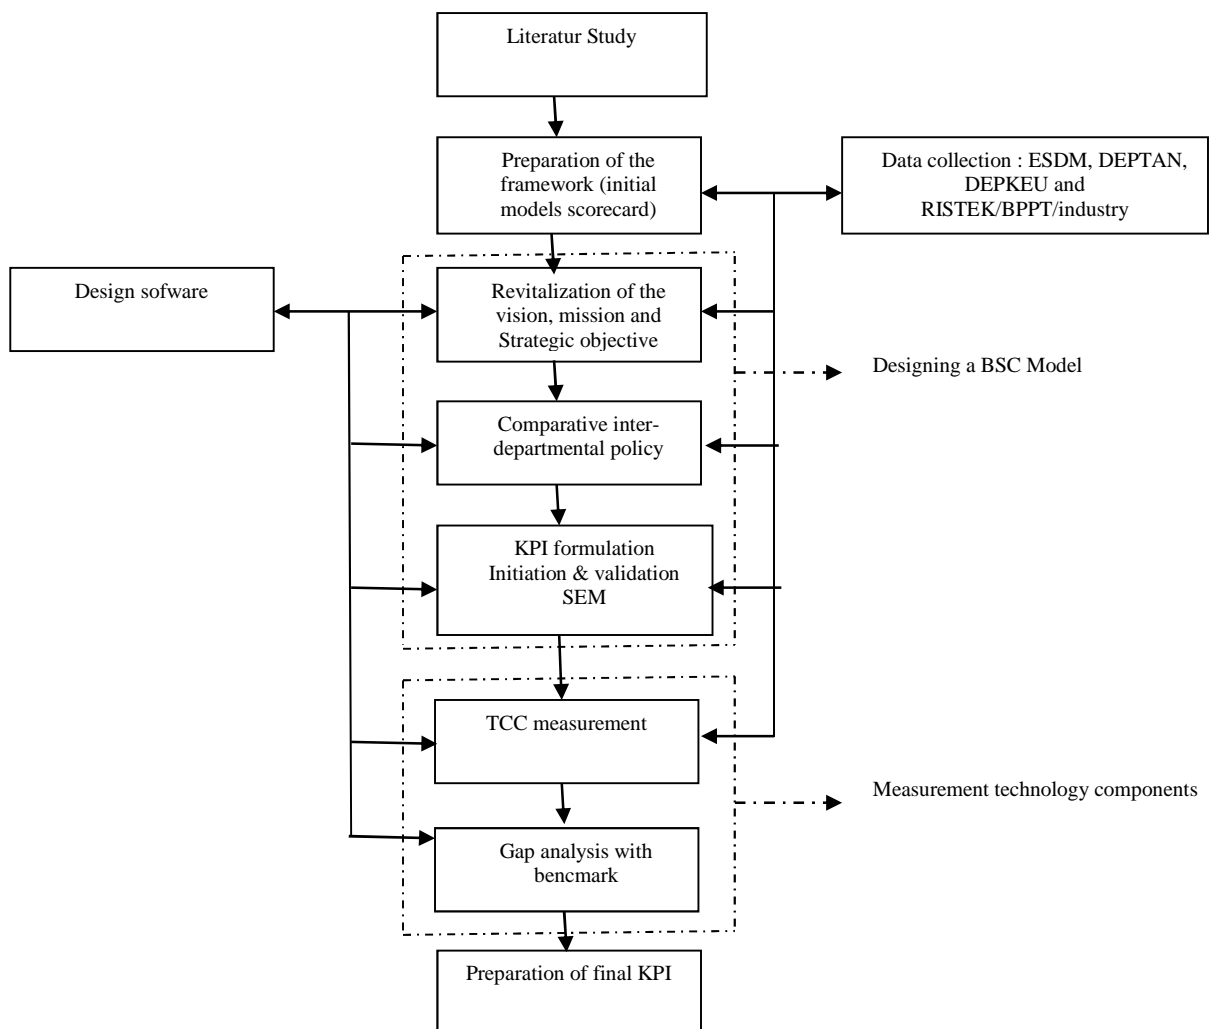 Literatur Study
Preparation of the
framework (initial
models scorecard)
Data collection : ESDM, DEPTAN,
DEPKEU and
RISTEK/BPPT/industry
Design sofware
Revitalization of the
vision, mission and
Strategic objective
Designing a BSC Model
Comparative inter-
departmental policy
KPI formulation
Initiation & validation
SEM
TCC measurement
Measurement technology components
Gap analysis with
bencmark
Preparation of final KPI